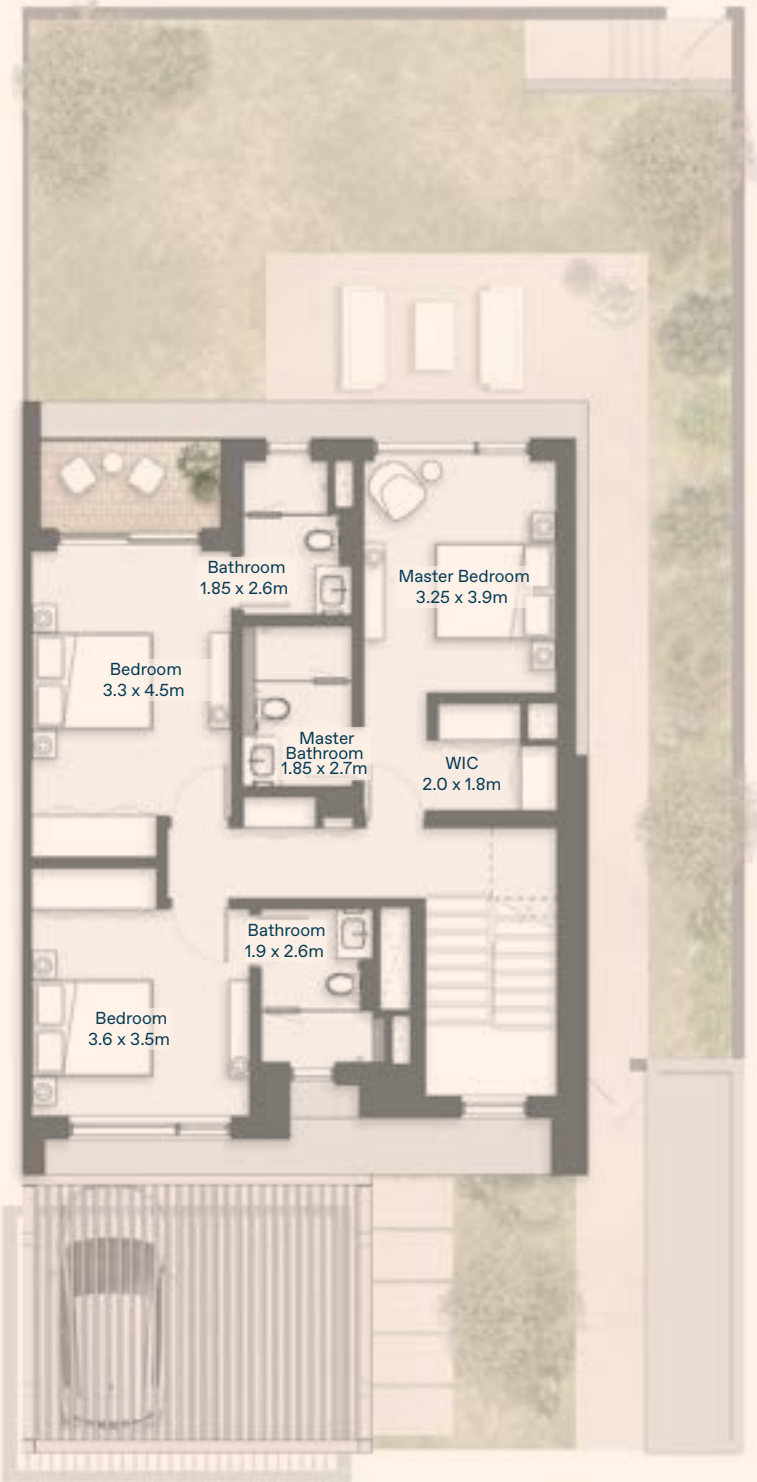 Bathroom
1.85 x 2.6m
Master Bedroom
3.25 x 3.9m
Bedroom
3.3 x 4.5m
Master
Bathroom
1.85 x 2.7m
WIC
2.0 x 1.8m
Bathroom
1.9 x 2.6m
Bedroom
3.6 x 3.5m